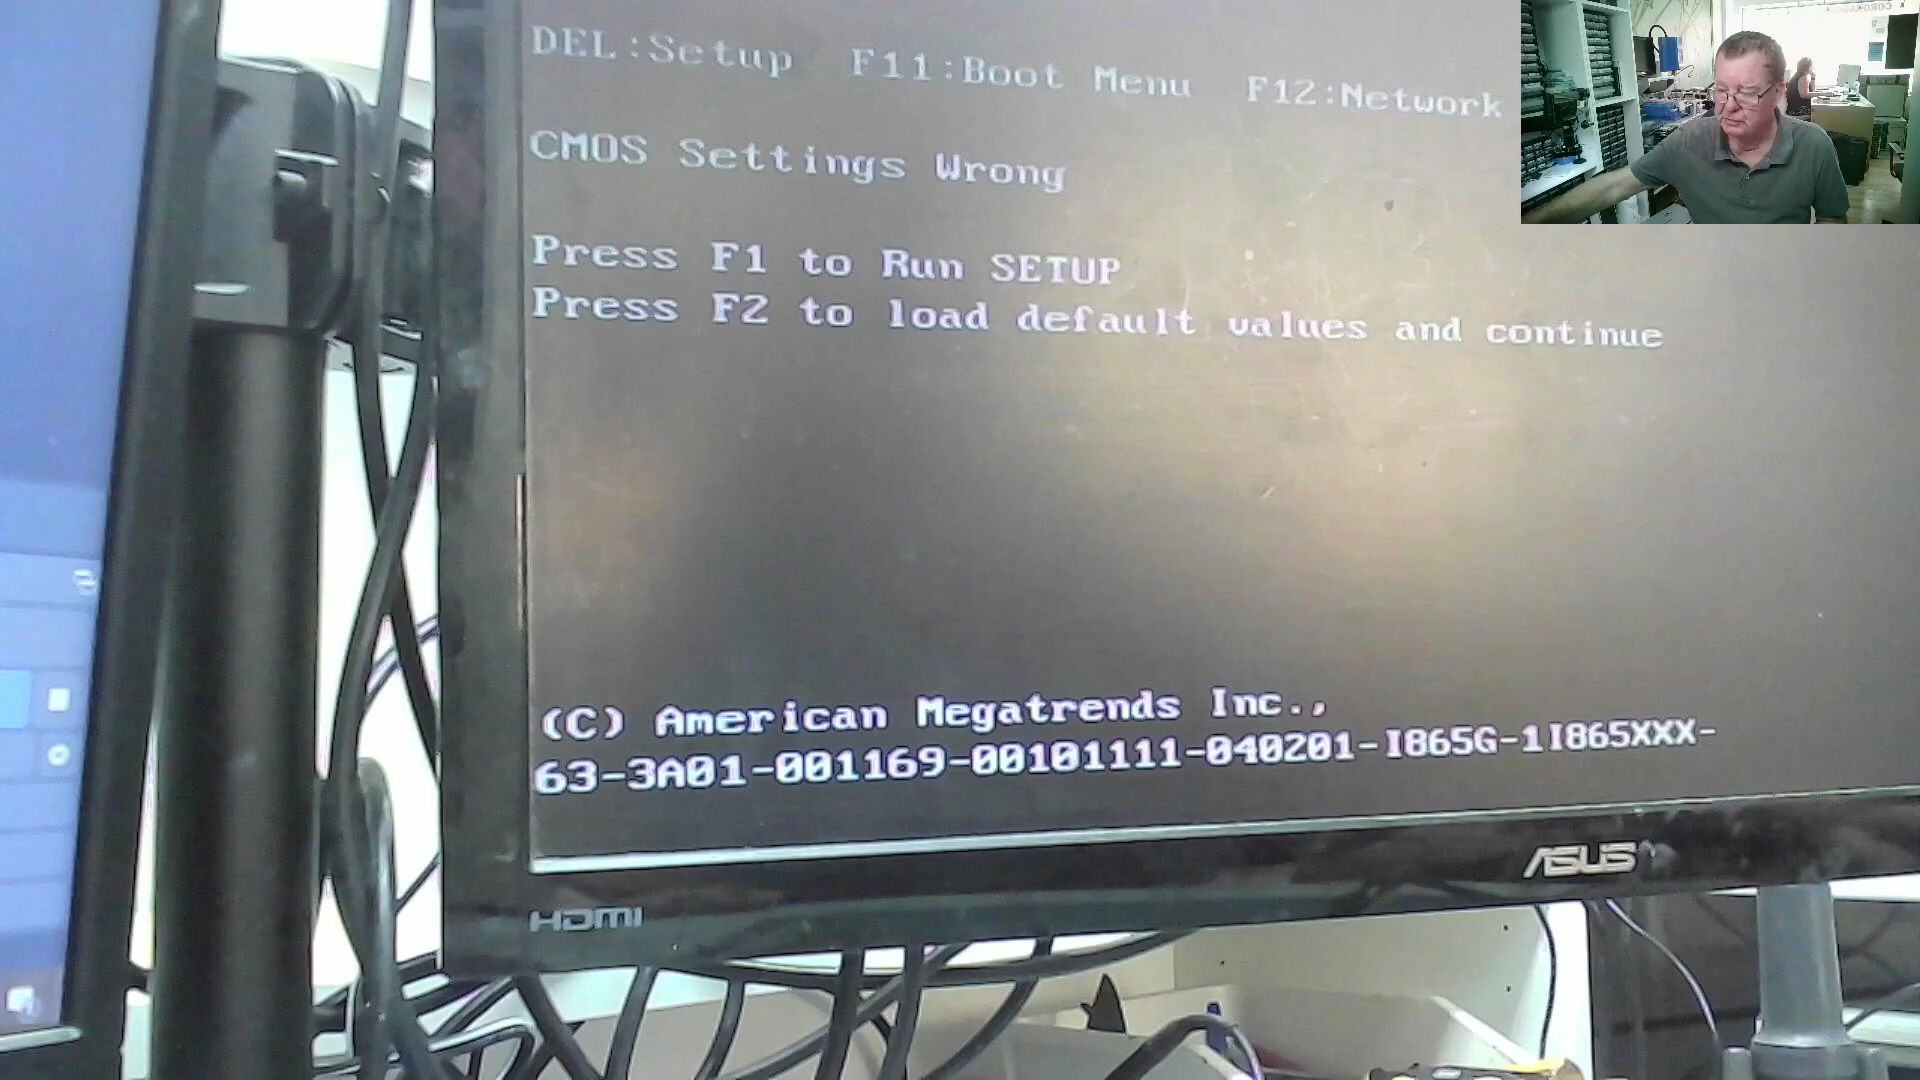 DEL:Setup F11:Boot Menu F12:Network
CMOS Settings Wrong
Press F1 to Run SETUP
Press F2 to load default values and continue
(C) American Megatrends Inc.,
63-3A01-001169-00101111-040201-I865G-1I865XXX-
ASUS
HDMI